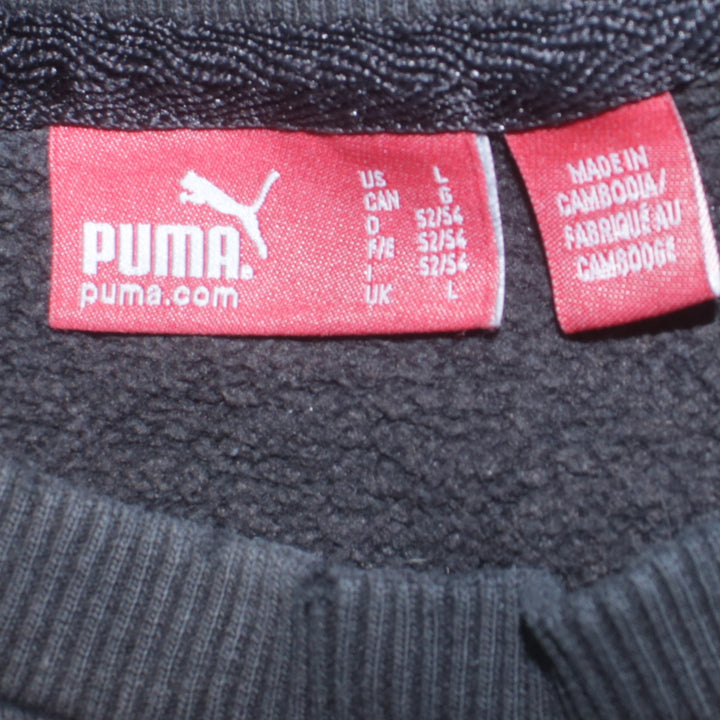 PUMA®
puma.com
US L
CAN G
D 52/54
F/E 52/54
I 52/54
UK L
MADE IN
CAMBODIA/
FABRIQUÉ AU
CAMBODGE